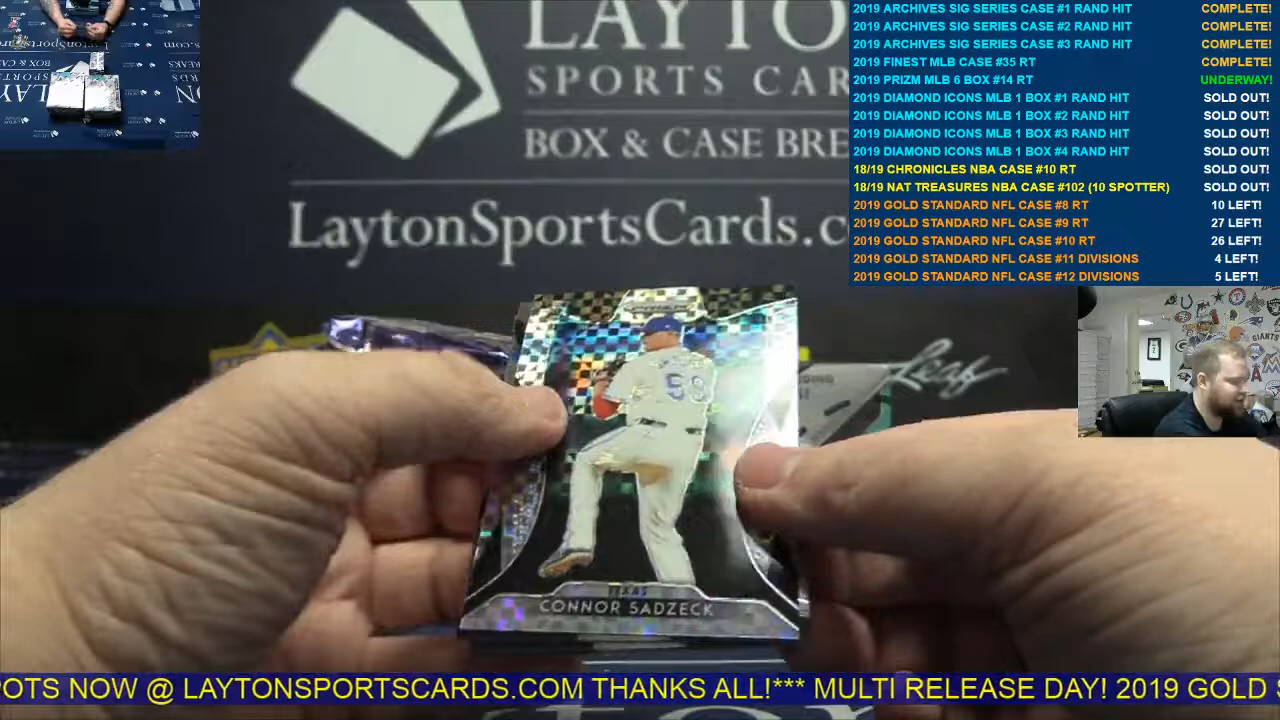 LAYTO
SPORTS CAR
BOX & CASE BRE
LaytonSportsCards.c
2019 ARCHIVES SIG SERIES CASE #1 RAND HIT COMPLETE!
2019 ARCHIVES SIG SERIES CASE #2 RAND HIT COMPLETE!
2019 ARCHIVES SIG SERIES CASE #3 RAND HIT COMPLETE!
2019 FINEST MLB CASE #35 RT COMPLETE!
2019 PRIZM MLB 6 BOX #14 RT UNDERWAY!
2019 DIAMOND ICONS MLB 1 BOX #1 RAND HIT SOLD OUT!
2019 DIAMOND ICONS MLB 1 BOX #2 RAND HIT SOLD OUT!
2019 DIAMOND ICONS MLB 1 BOX #3 RAND HIT SOLD OUT!
2019 DIAMOND ICONS MLB 1 BOX #4 RAND HIT SOLD OUT!
18/19 CHRONICLES NBA CASE #10 RT SOLD OUT!
18/19 NAT TREASURES NBA CASE #102 (10 SPOTTER) SOLD OUT!
2019 GOLD STANDARD NFL CASE #8 RT 10 LEFT!
2019 GOLD STANDARD NFL CASE #9 RT 27 LEFT!
2019 GOLD STANDARD NFL CASE #10 RT 26 LEFT!
2019 GOLD STANDARD NFL CASE #11 DIVISIONS 4 LEFT!
2019 GOLD STANDARD NFL CASE #12 DIVISIONS 5 LEFT!
Leaf
59
TEXAS
CONNOR SADZECK
OTS NOW @ LAYTONSPORTSCARDS.COM THANKS ALL!*** MULTI RELEASE DAY! 2019 GOLD S